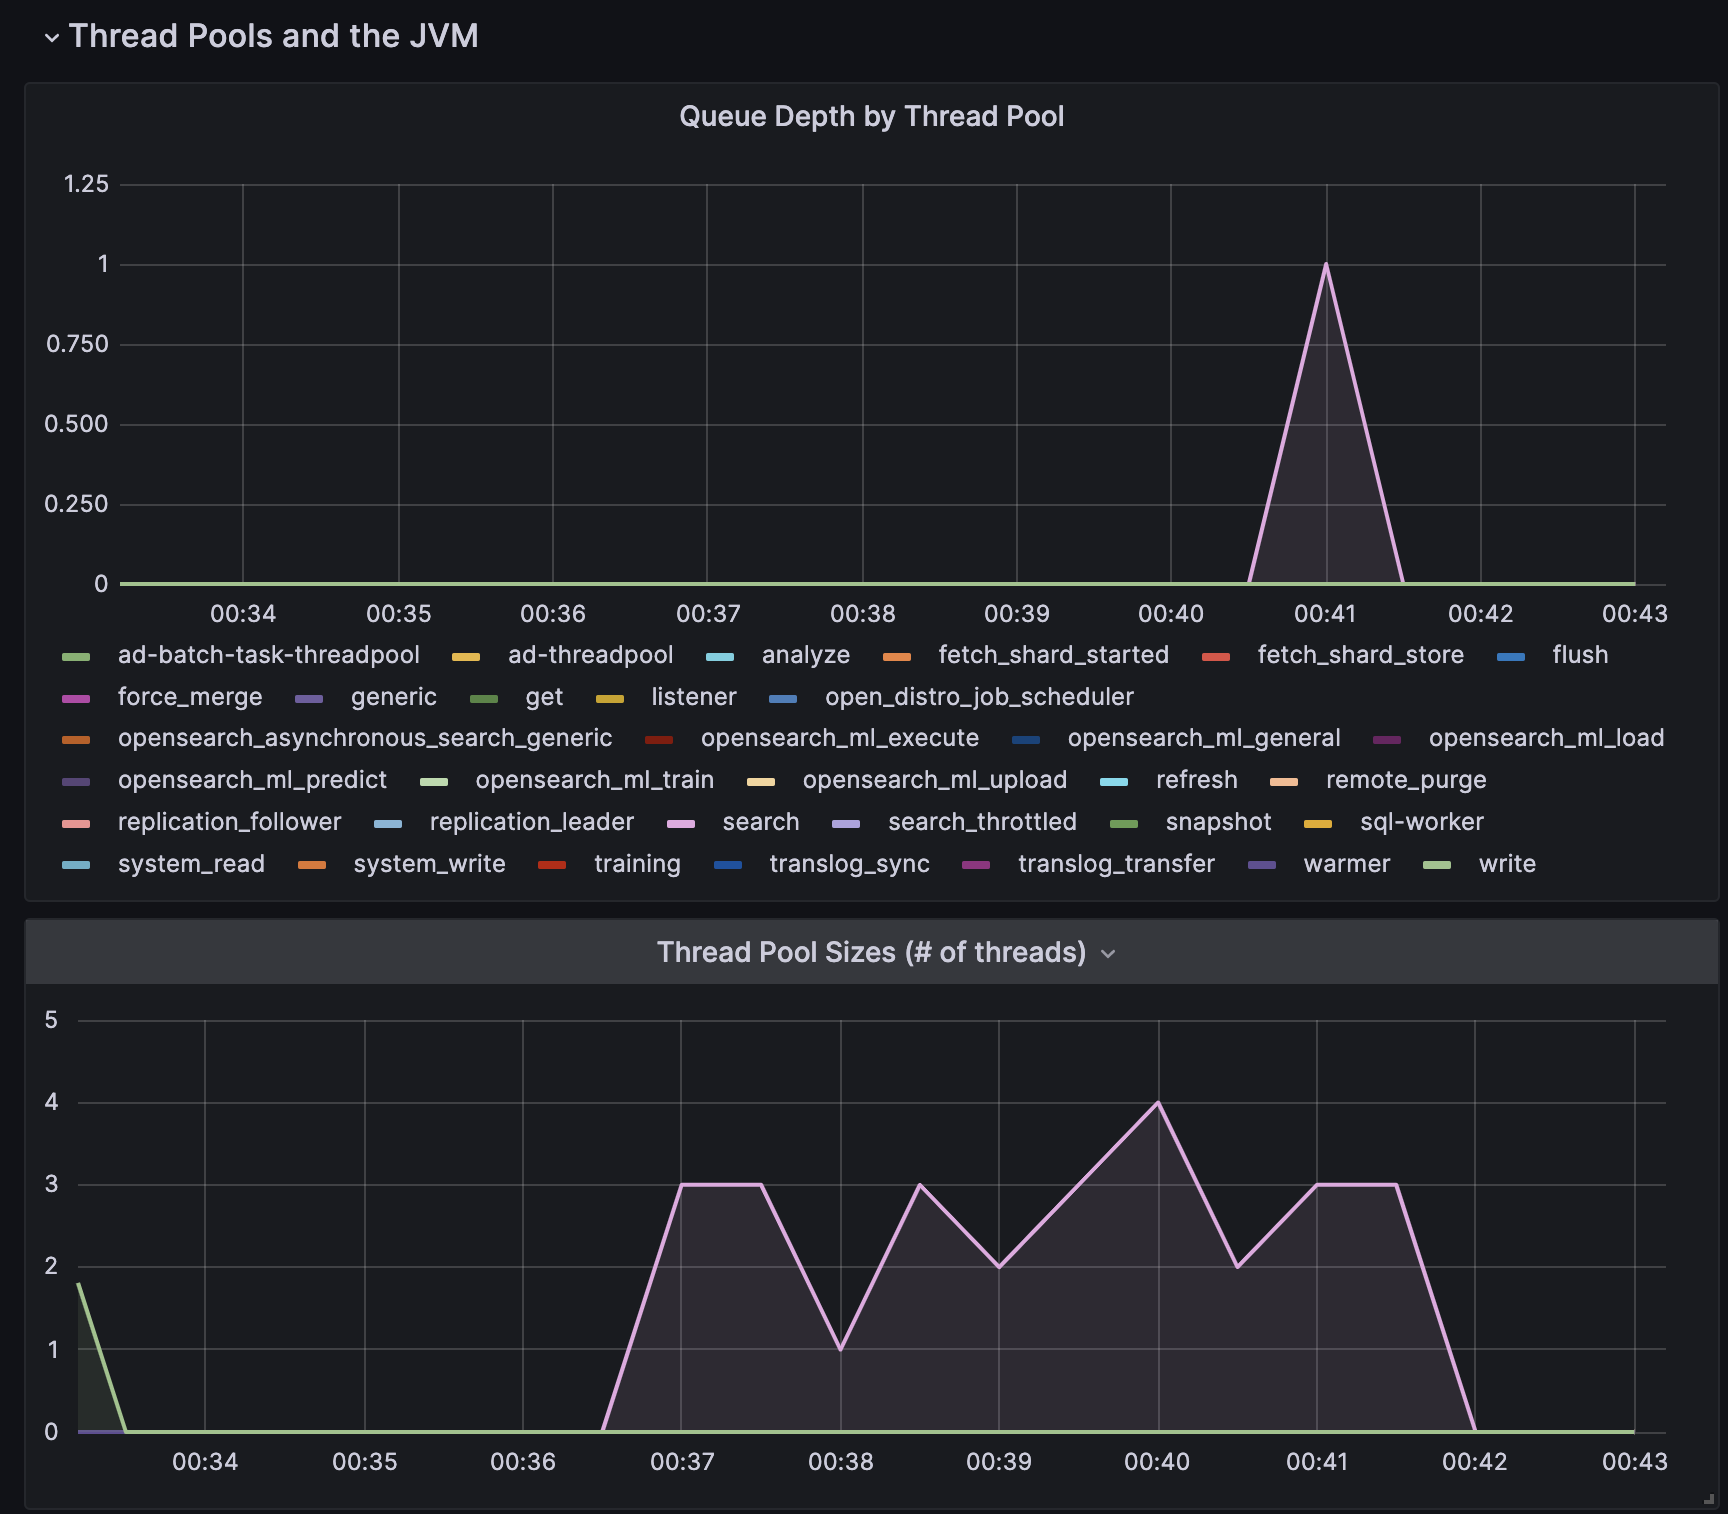 Thread Pools and the JVM
Queue Depth by Thread Pool
1.25
1
0.750
0.500
0.250
0
00:34 00:35 00:36 00:37 00:38 00:39 00:40 00:41 00:42 00:43
ad-batch-task-threadpool ad-threadpool analyze fetch_shard_started fetch_shard_store flush
force_merge generic get listener open_distro_job_scheduler
opensearch_asynchronous_search_generic opensearch_ml_execute opensearch_ml_general opensearch_ml_load
opensearch_ml_predict opensearch_ml_train opensearch_ml_upload refresh remote_purge
replication_follower replication_leader search search_throttled snapshot sql-worker
system_read system_write training translog_sync translog_transfer warmer write
Thread Pool Sizes (# of threads)
5
4
3
2
1
0
00:34 00:35 00:36 00:37 00:38 00:39 00:40 00:41 00:42 00:43